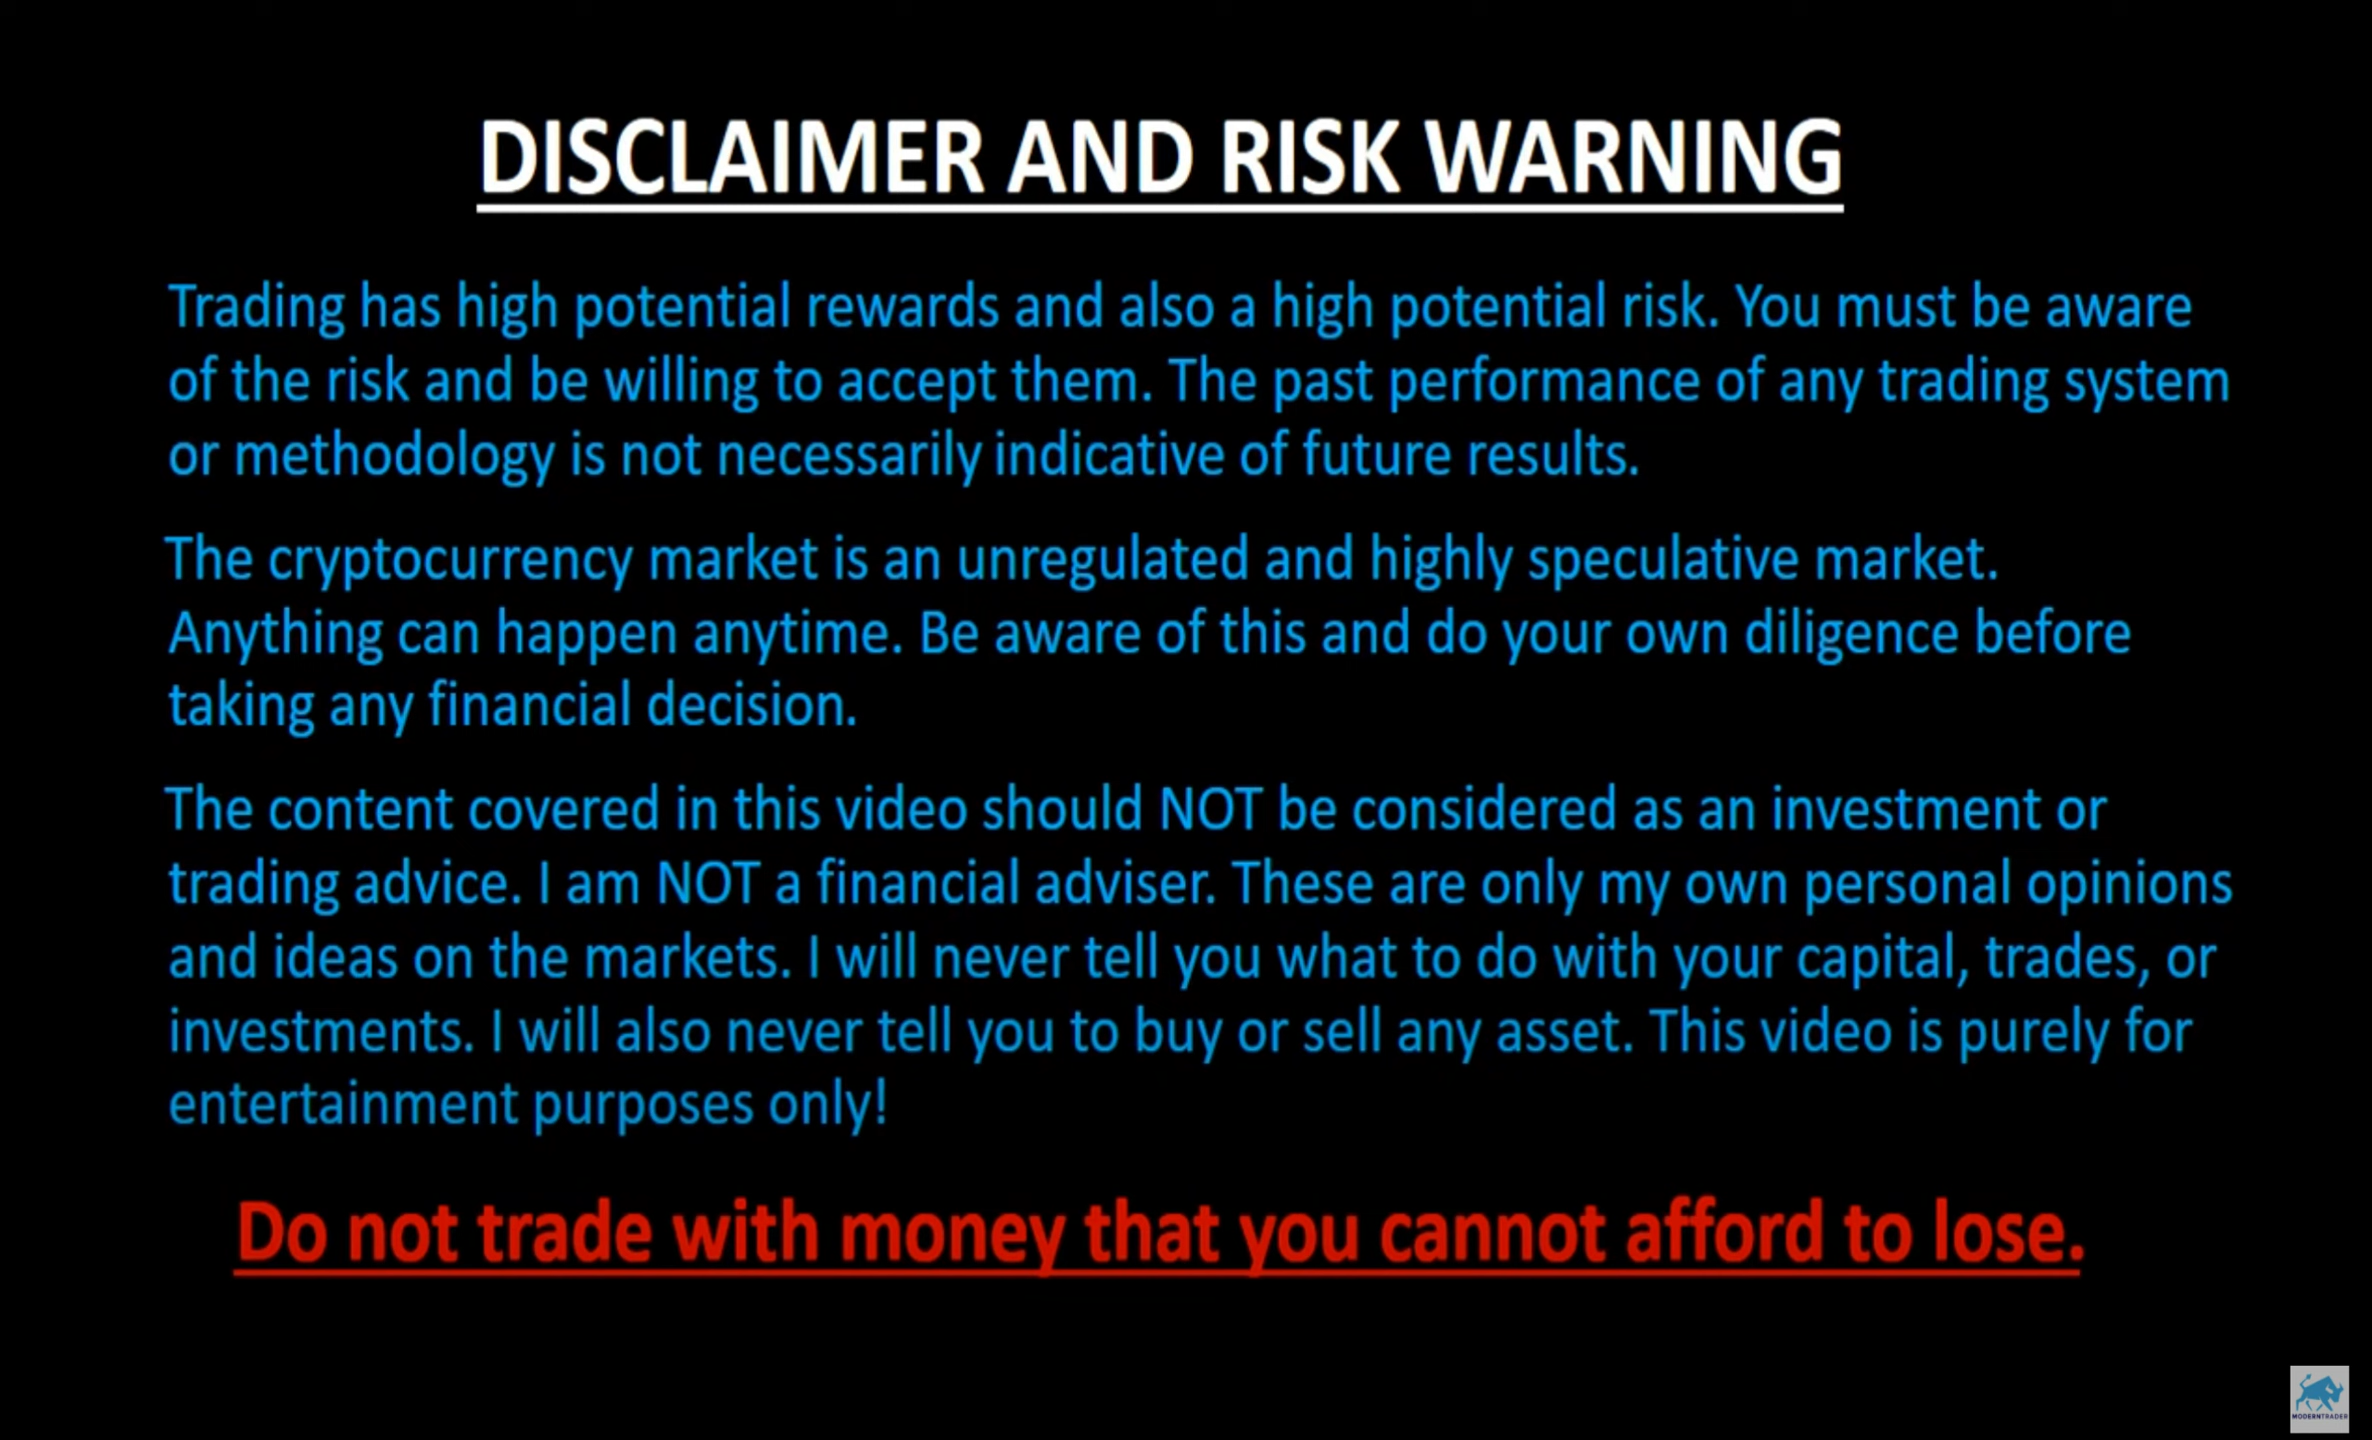 DISCLAIMER AND RISK WARNING
Trading has high potential rewards and also a high potential risk. You must be aware
of the risk and be willing to accept them. The past performance of any trading system
or methodology is not necessarily indicative of future results.
The cryptocurrency market is an unregulated and highly speculative market.
Anything can happen anytime. Be aware of this and do your own diligence before
taking any financial decision.
The content covered in this video should NOT be considered as an investment or
trading advice. I am NOT a financial adviser. These are only my own personal opinions
and ideas on the markets. I will never tell you what to do with your capital, trades, or
investments. I will also never tell you to buy or sell any asset. This video is purely for
entertainment purposes only!
Do not trade with money that you cannot afford to lose.
MODERNTRADER